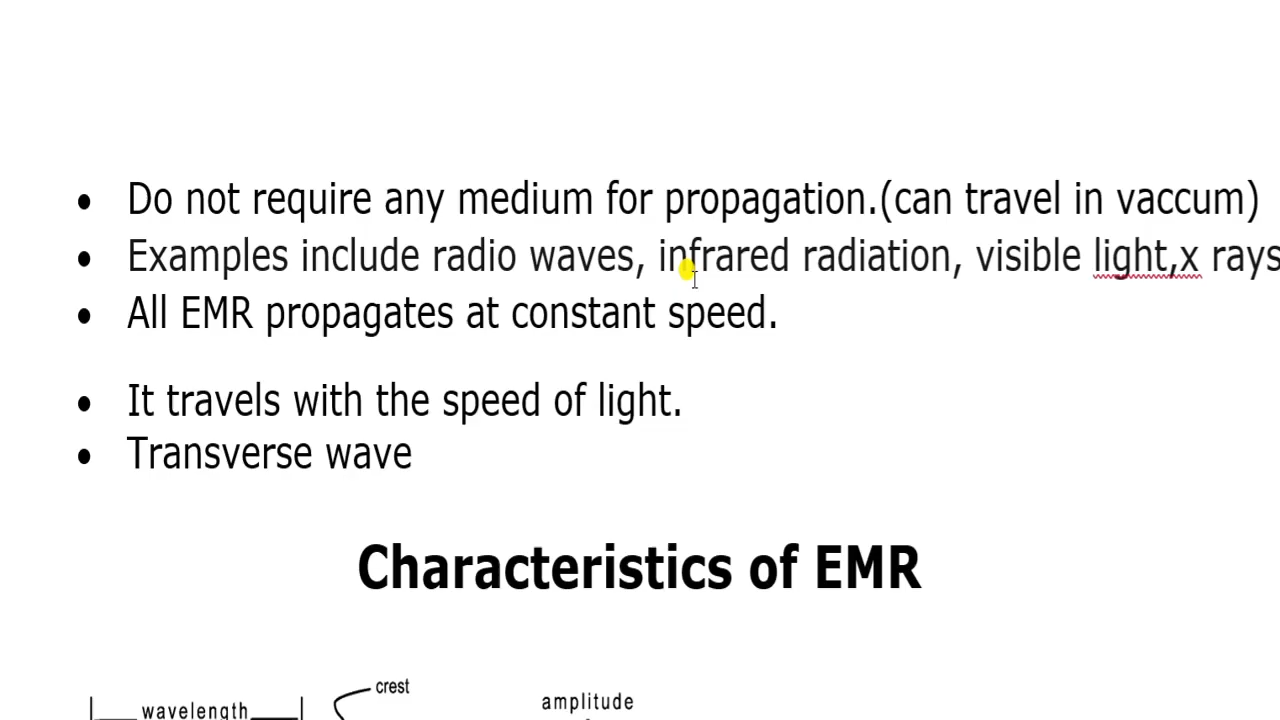 • Do not require any medium for propagation.(can travel in vaccum)
• Examples include radio waves, infrared radiation, visible light,x rays
• All EMR propagates at constant speed.
• It travels with the speed of light.
• Transverse wave
Characteristics of EMR
crest
wavelength
amplitude